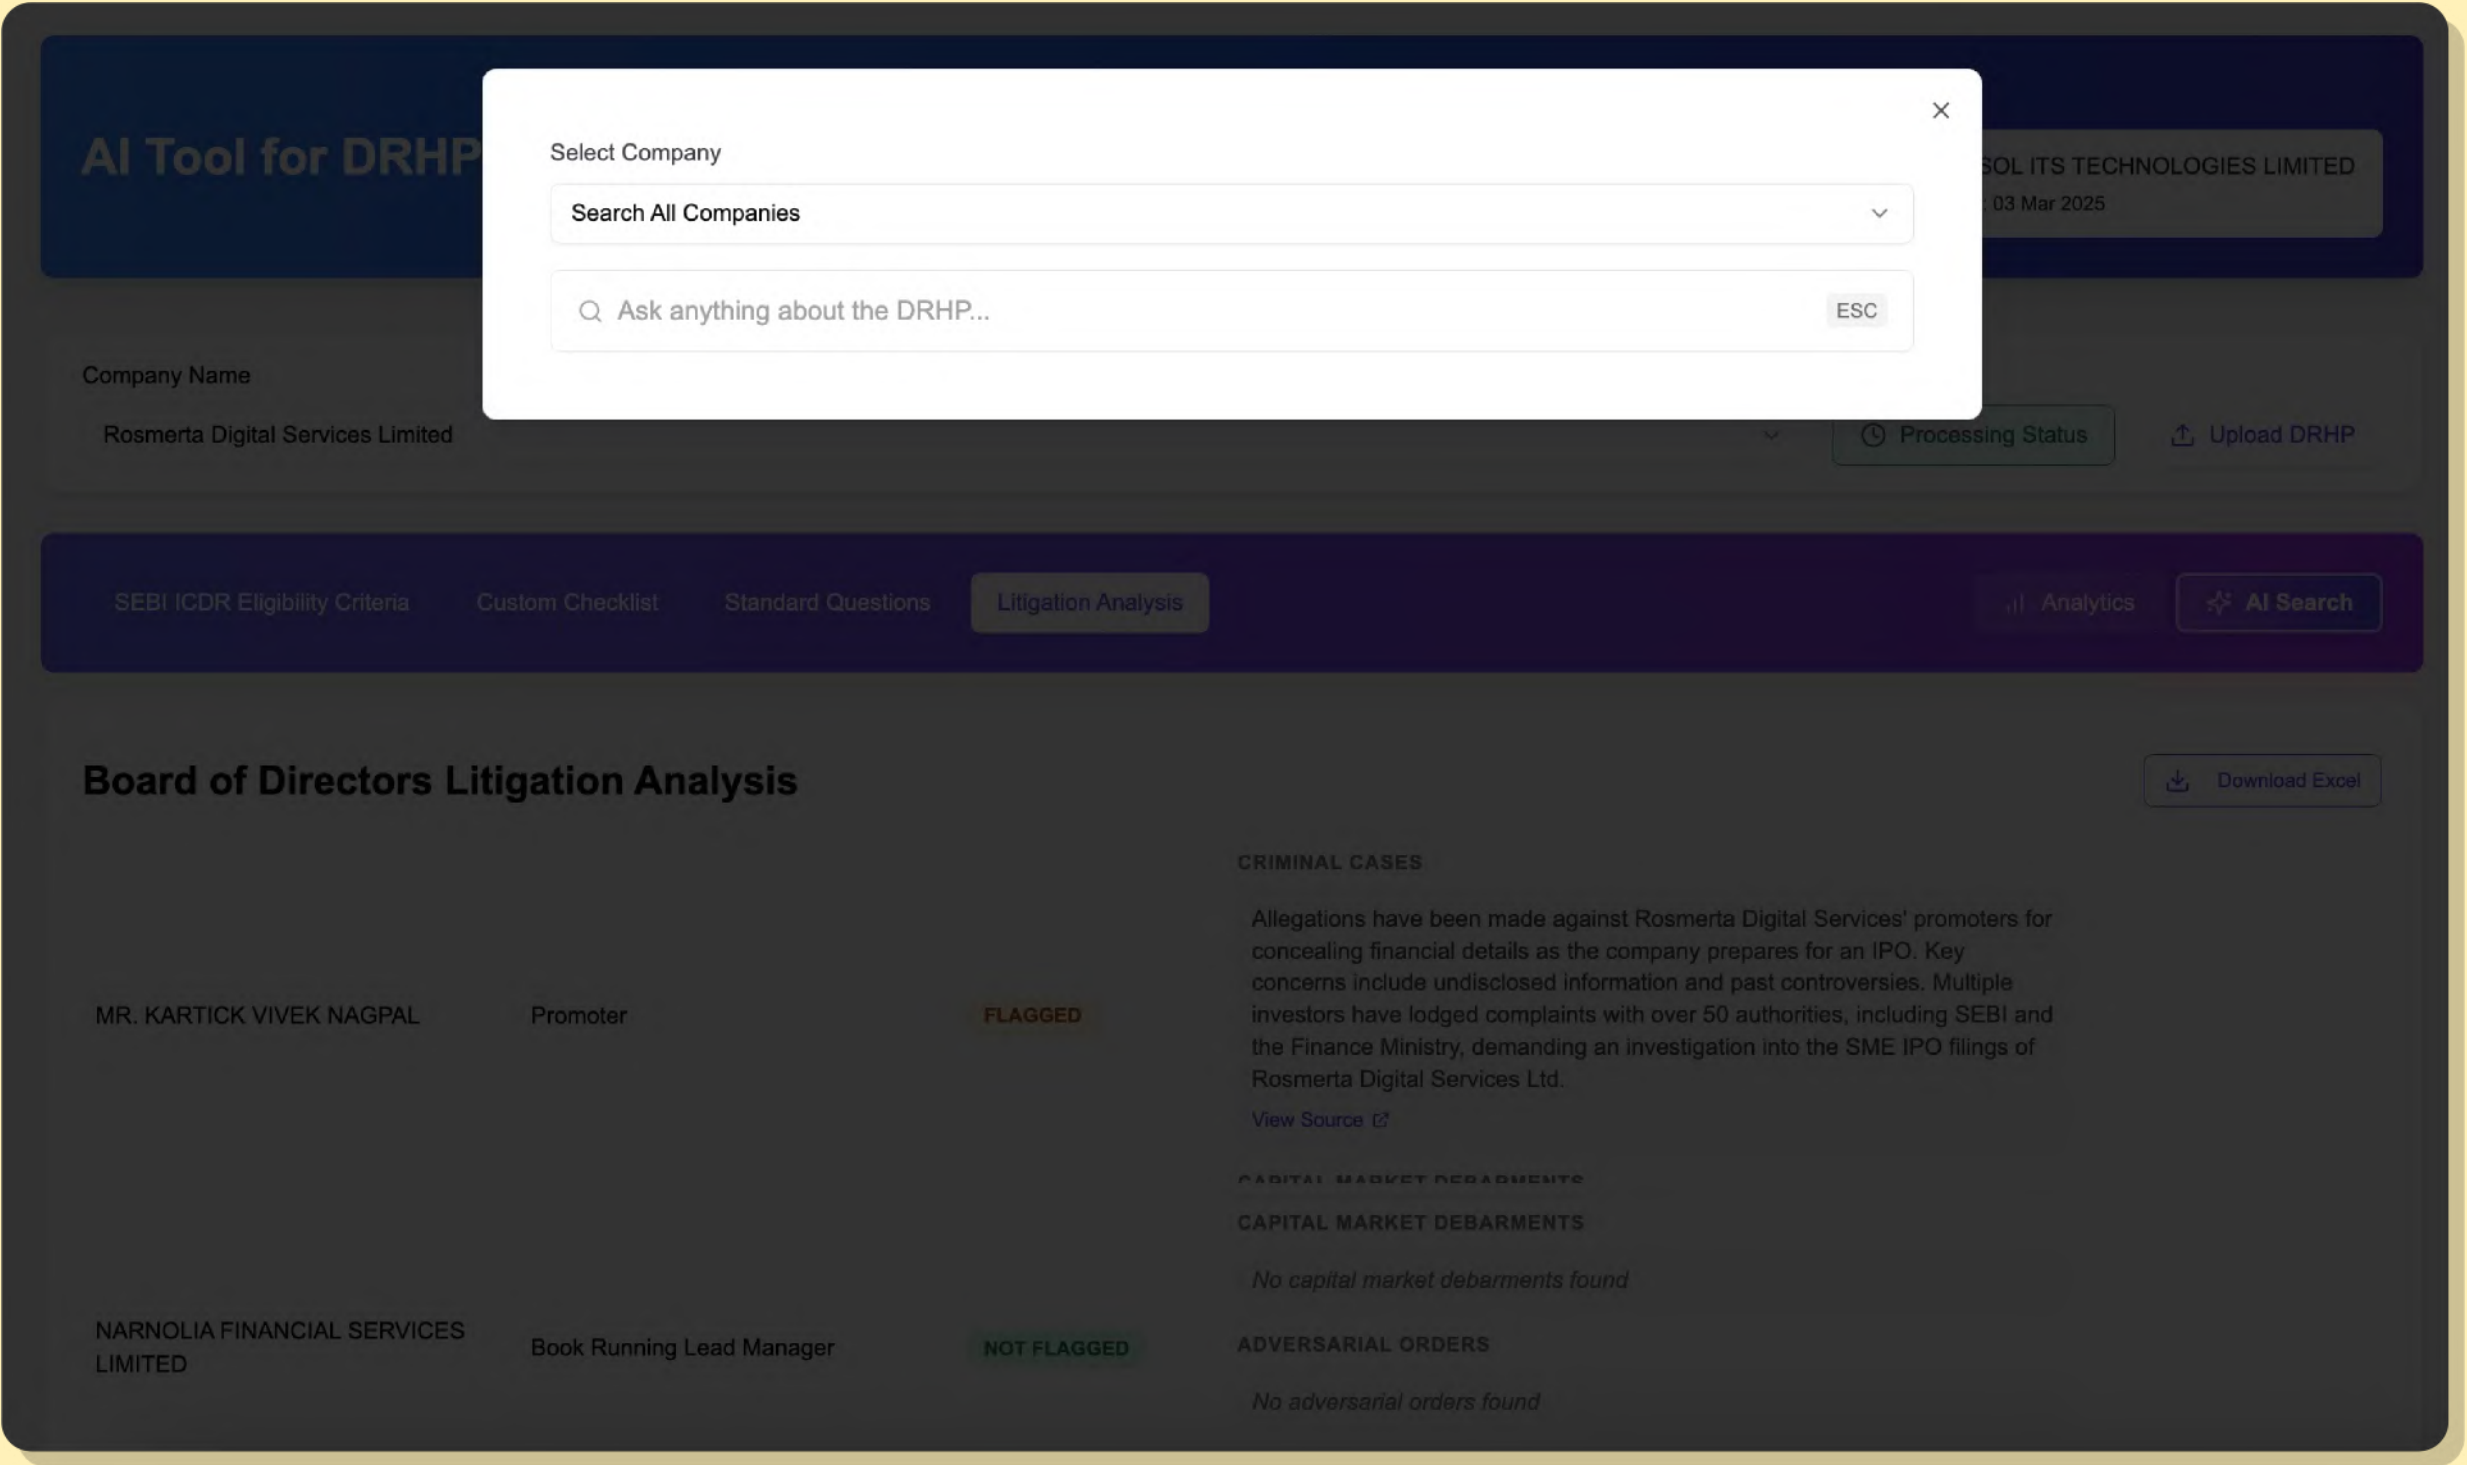 Select Company
Search All Companies
Ask anything about the DRHP...
ESC
AI Tool for DRHP
SOL ITS TECHNOLOGIES LIMITED
: 03 Mar 2025
Company Name
Rosmerta Digital Services Limited
Processing Status
Upload DRHP
SEBI ICDR Eligibility Criteria
Custom Checklist
Standard Questions
Litigation Analysis
Analytics
AI Search
Board of Directors Litigation Analysis
Download Excel
MR. KARTICK VIVEK NAGPAL
Promoter
FLAGGED
CRIMINAL CASES
Allegations have been made against Rosmerta Digital Services' promoters for
concealing financial details as the company prepares for an IPO. Key
concerns include undisclosed information and past controversies. Multiple
investors have lodged complaints with over 50 authorities, including SEBI and
the Finance Ministry, demanding an investigation into the SME IPO filings of
Rosmerta Digital Services Ltd.
View Source
CAPITAL MARKET DEBARMENTS
NARNOLIA FINANCIAL SERVICES
LIMITED
Book Running Lead Manager
NOT FLAGGED
CAPITAL MARKET DEBARMENTS
No capital market debarments found
ADVERSARIAL ORDERS
No adversarial orders found